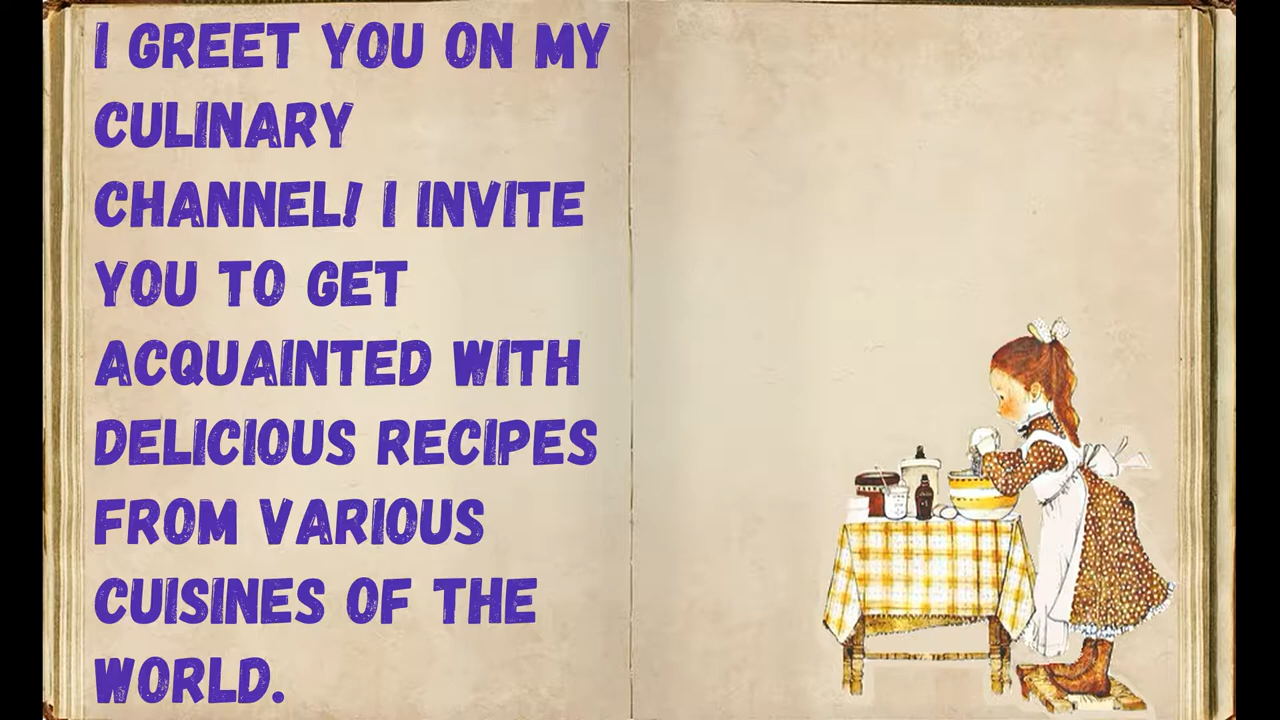 I GREET YOU ON MY
CULINARY
CHANNEL! I INVITE
YOU TO GET
ACQUAINTED WITH
DELICIOUS RECIPES
FROM VARIOUS
CUISINES OF THE
WORLD.